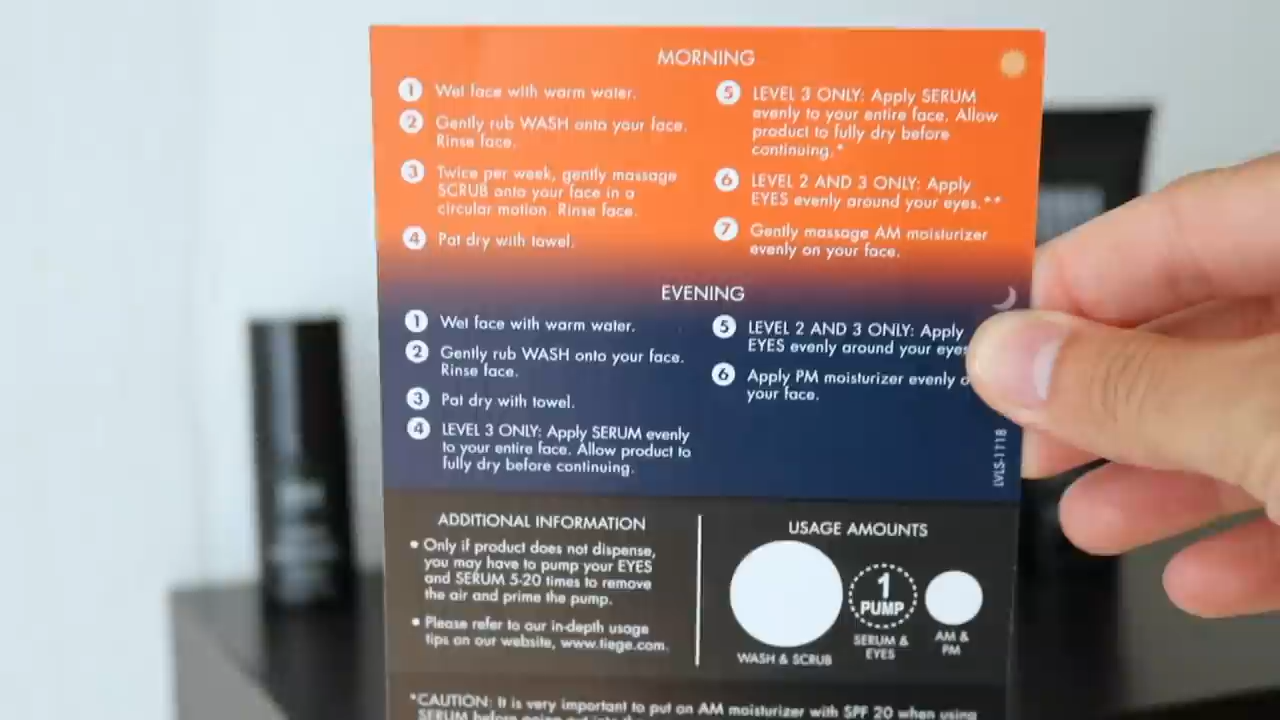 MORNING
1 Wet face with warm water.
2 Gently rub WASH onto your face.
Rinse face.
3 Twice per week, gently massage
SCRUB onto your face in a
circular motion. Rinse face.
4 Pat dry with towel.
5 LEVEL 3 ONLY: Apply SERUM
evenly to your entire face. Allow
product to fully dry before
continuing.*
6 LEVEL 2 AND 3 ONLY: Apply
EYES evenly around your eyes.**
7 Gently massage AM moisturizer
evenly on your face.
EVENING
1 Wet face with warm water.
2 Gently rub WASH onto your face.
Rinse face.
3 Pat dry with towel.
4 LEVEL 3 ONLY: Apply SERUM evenly
to your entire face. Allow product to
fully dry before continuing.
5 LEVEL 2 AND 3 ONLY: Apply
EYES evenly around your eyes
6 Apply PM moisturizer evenly o
your face.
LVLS-1118
ADDITIONAL INFORMATION
• Only if product does not dispense,
you may have to pump your EYES
and SERUM 5-20 times to remove
the air and prime the pump.
• Please refer to our in-depth usage
tips on our website, www.tiege.com.
USAGE AMOUNTS
WASH & SCRUB
1
PUMP
SERUM &
EYES
AM &
PM
*CAUTION: It is very important to put on AM moisturizer with SPF 20 when using
SERUM before going out into the